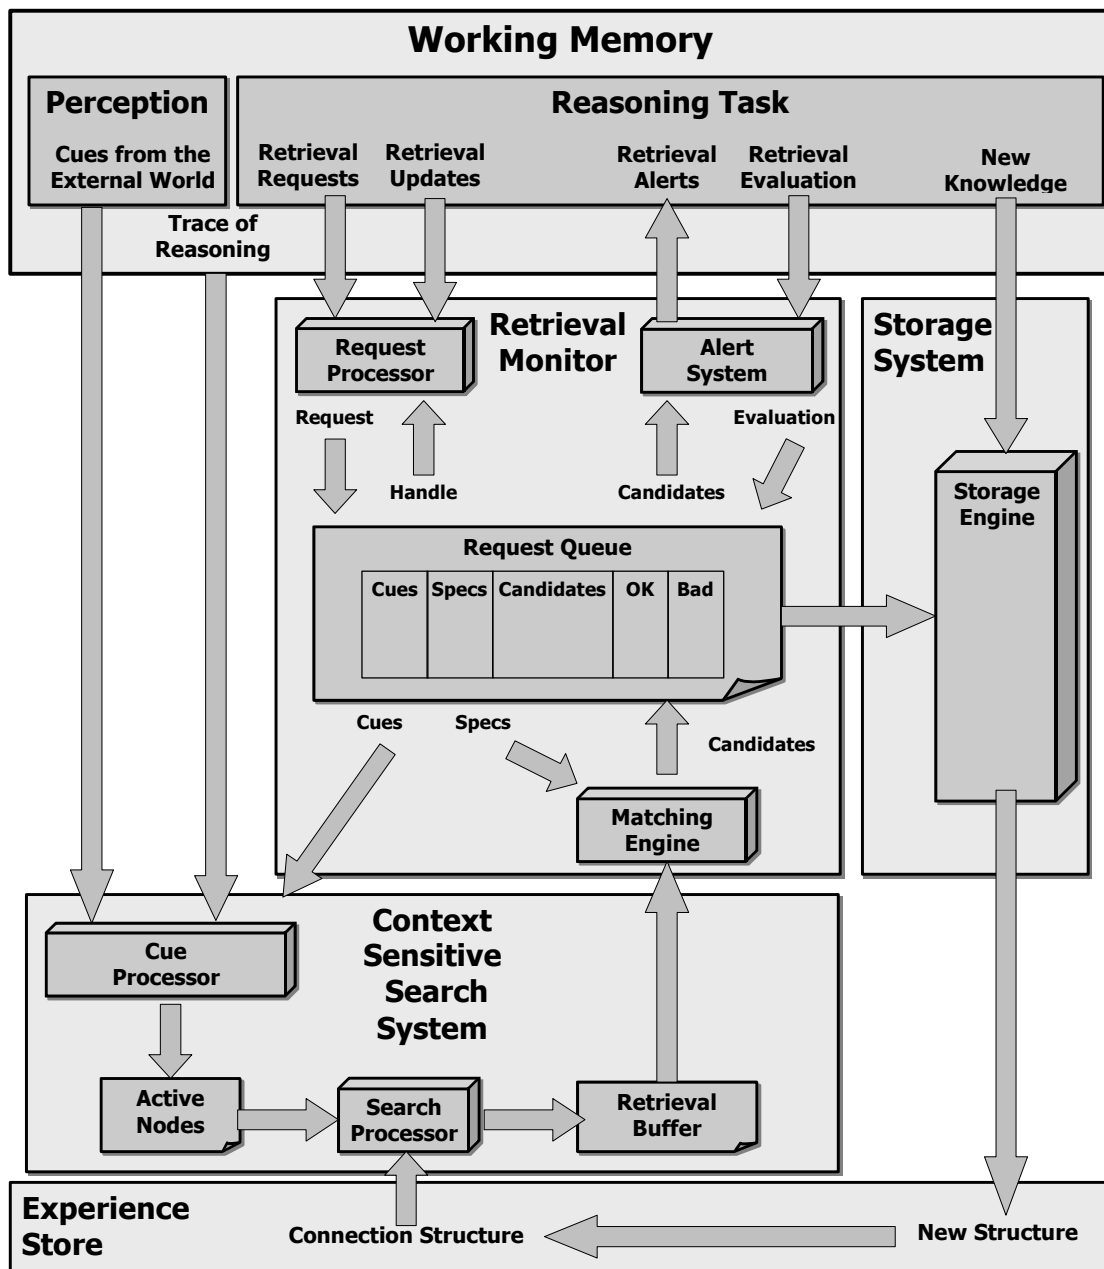 Working Memory
Perception
Cues from the
External World
Reasoning Task
Retrieval
Requests
Retrieval
Updates
Retrieval
Alerts
Retrieval
Evaluation
New
Knowledge
Trace of
Reasoning
Retrieval
Monitor
Request
Processor
Alert
System
Storage
System
Request
Handle
Candidates
Evaluation
Storage
Engine
Request Queue
Cues Specs Candidates OK Bad
Cues
Specs
Candidates
Matching
Engine
Context
Sensitive
Search
System
Cue
Processor
Active
Nodes
Search
Processor
Retrieval
Buffer
Experience
Store
Connection Structure
New Structure